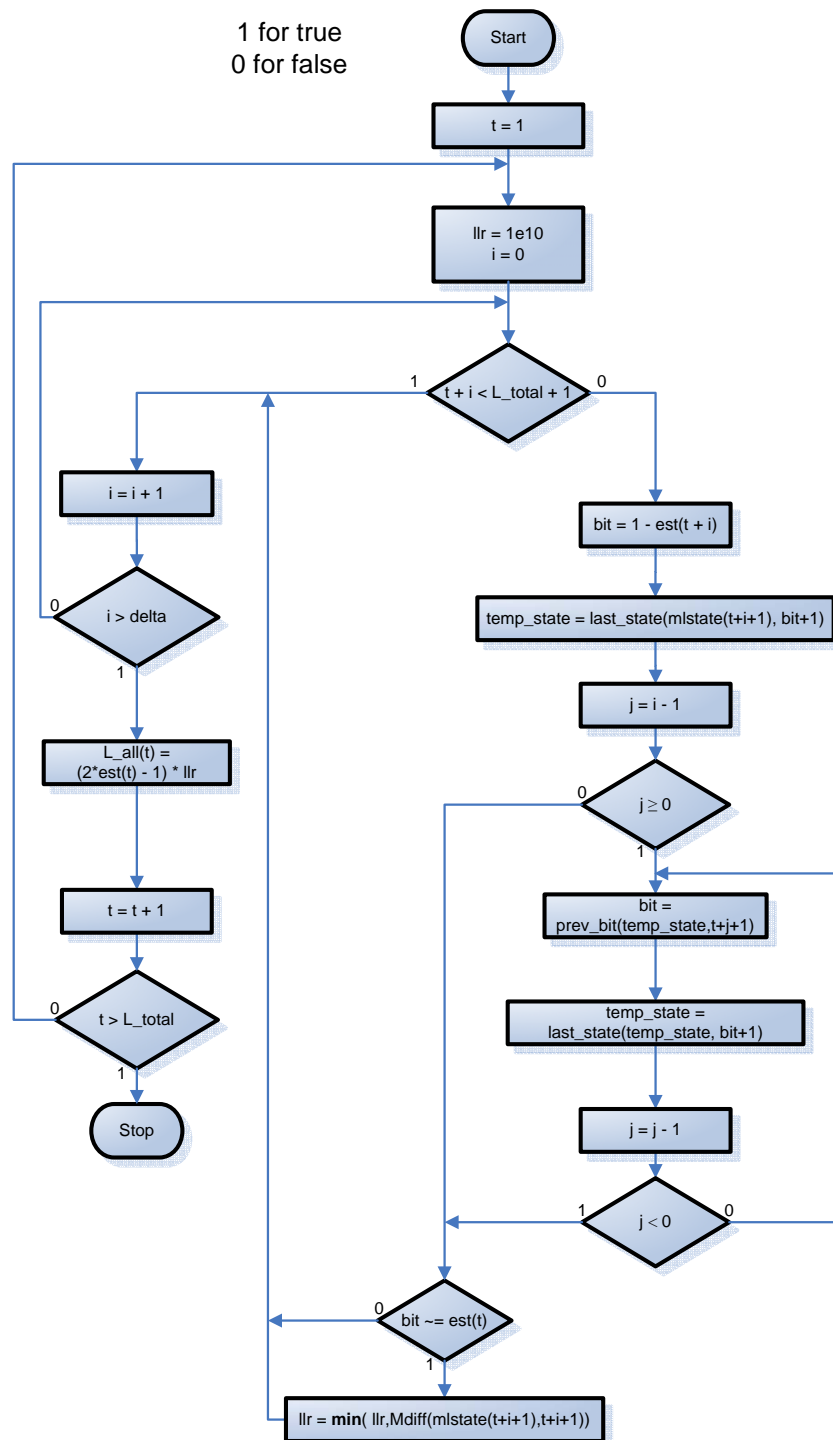 1 for true
0 for false
Start
t = 1
llr = 1e10
i = 0
t + i < L_total + 1
1
0
i = i + 1
i > delta
0
1
L_all(t) =
(2*est(t) - 1) * llr
t = t + 1
t > L_total
0
1
Stop
bit = 1 - est(t + i)
temp_state = last_state(mlstate(t+i+1), bit+1)
j = i - 1
j ≥ 0
0
1
bit =
prev_bit(temp_state,t+j+1)
temp_state =
last_state(temp_state, bit+1)
j = j - 1
j < 0
1
0
bit ~= est(t)
0
1
llr = min( llr,Mdiff(mlstate(t+i+1),t+i+1))